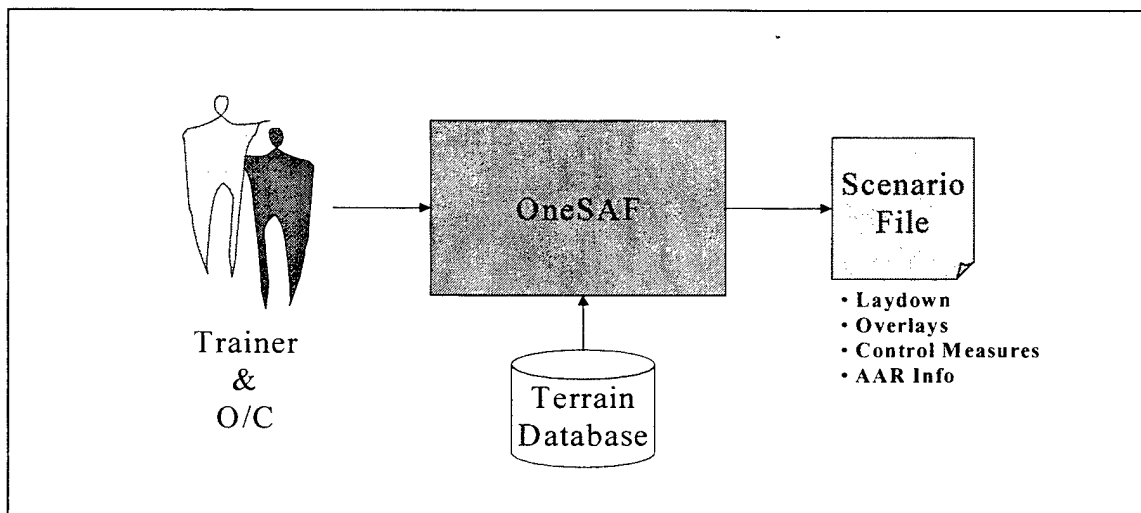 Trainer
&
O/C
OneSAF
Terrain
Database
Scenario
File
• Laydown
• Overlays
• Control Measures
• AAR Info